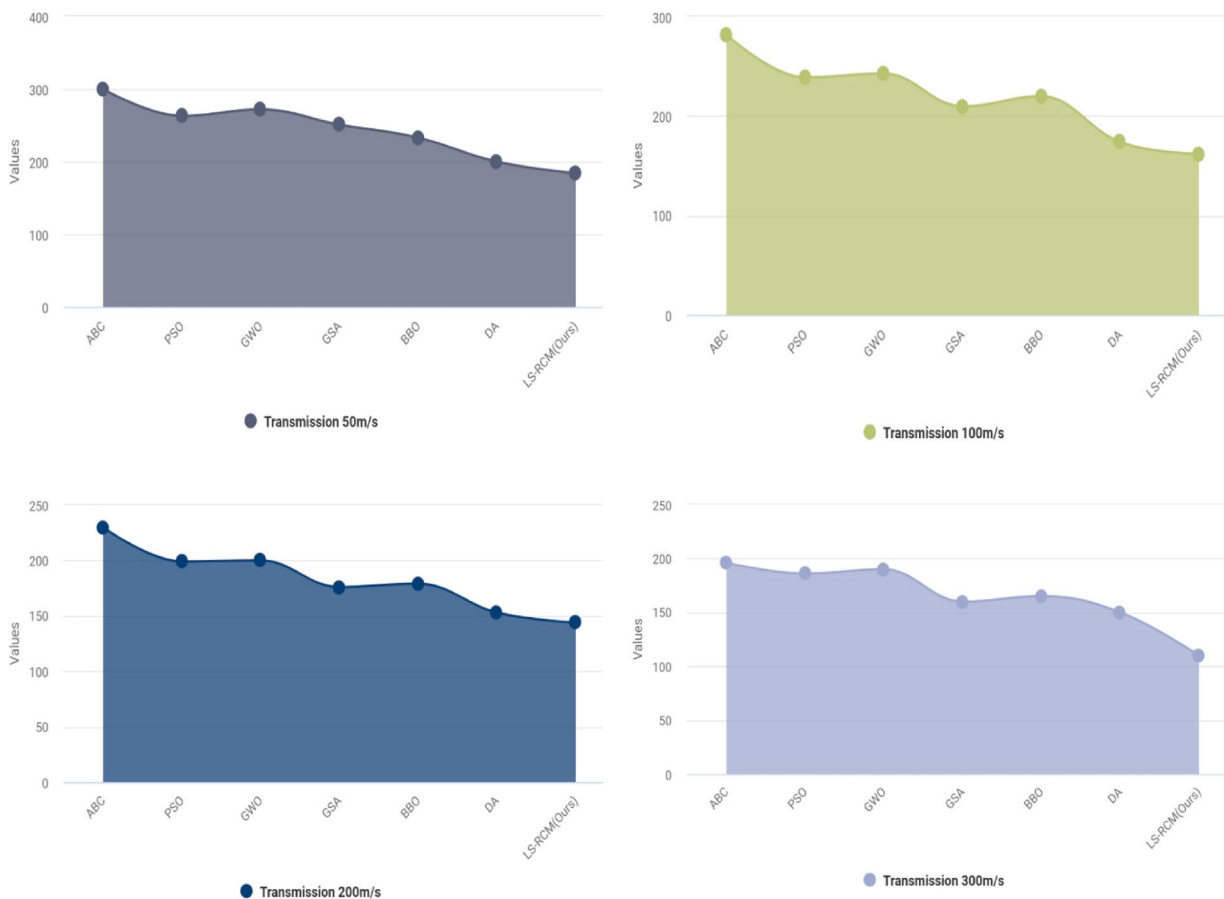 400
300
200
100
0
Values
ABC
PSO
GWO
GSA
BBO
DA
LS-RCM(Ours)
Transmission 50m/s
300
200
100
0
Values
ABC
PSO
GWO
GSA
BBO
DA
LS-RCM(Ours)
Transmission 100m/s
250
200
150
100
50
0
Values
ABC
PSO
GWO
GSA
BBO
DA
LS-RCM(Ours)
Transmission 200m/s
250
200
150
100
50
0
Values
ABC
PSO
GWO
GSA
BBO
DA
LS-RCM(Ours)
Transmission 300m/s